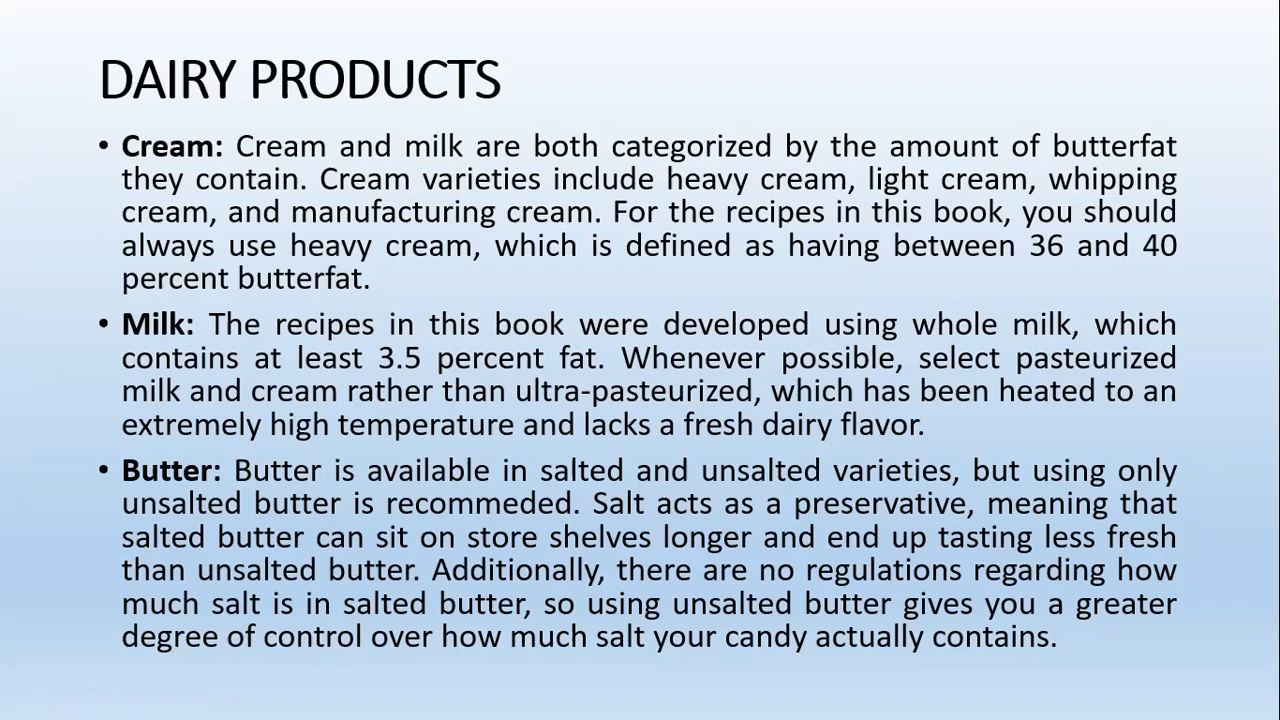 DAIRY PRODUCTS
• Cream: Cream and milk are both categorized by the amount of butterfat
they contain. Cream varieties include heavy cream, light cream, whipping
cream, and manufacturing cream. For the recipes in this book, you should
always use heavy cream, which is defined as having between 36 and 40
percent butterfat.
• Milk: The recipes in this book were developed using whole milk, which
contains at least 3.5 percent fat. Whenever possible, select pasteurized
milk and cream rather than ultra-pasteurized, which has been heated to an
extremely high temperature and lacks a fresh dairy flavor.
• Butter: Butter is available in salted and unsalted varieties, but using only
unsalted butter is recommeded. Salt acts as a preservative, meaning that
salted butter can sit on store shelves longer and end up tasting less fresh
than unsalted butter. Additionally, there are no regulations regarding how
much salt is in salted butter, so using unsalted butter gives you a greater
degree of control over how much salt your candy actually contains.